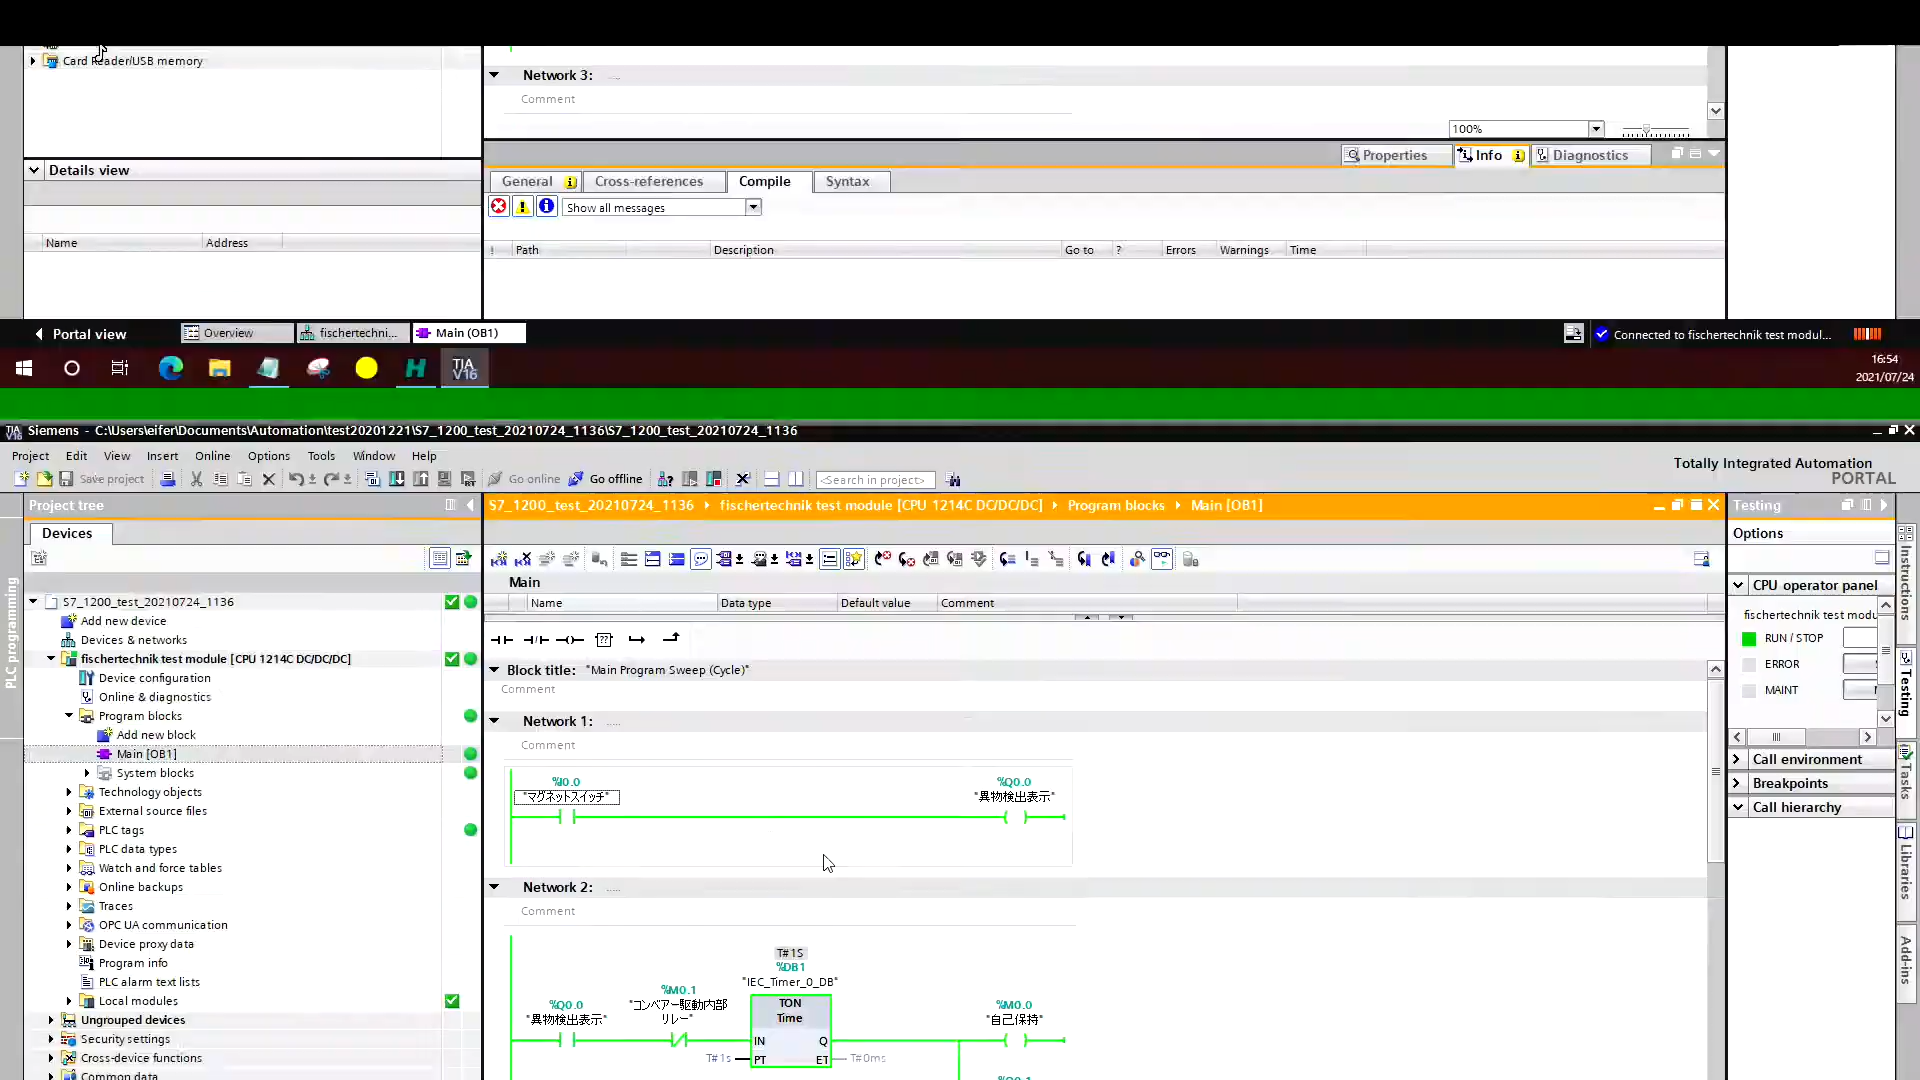 Card Reader/USB memory
Network 3: .....
Comment
100%
Details view
Properties
Info
Diagnostics
General
Cross-references
Compile
Syntax
Show all messages
Name
Address
! Path
Description
Go to
?
Errors
Warnings
Time
Portal view
Overview
fischertechni...
Main (OB1)
Connected to fischertechnik test modul...
TIA V16
16:54
2021/07/24
TIA V16
Siemens - C:\Users\eifer\Documents\Automation\test20201221\S7_1200_test_20210724_1136\S7_1200_test_20210724_1136
Project Edit View Insert Online Options Tools Window Help
Totally Integrated Automation
PORTAL
Save project
Go online
Go offline
<Search in project>
Project tree
S7_1200_test_20210724_1136 › fischertechnik test module [CPU 1214C DC/DC/DC] › Program blocks › Main [OB1]
Testing
Devices
Options
PLC programming
Main
Name
Data type
Default value
Comment
CPU operator panel
S7_1200_test_20210724_1136
Add new device
Devices & networks
fischertechnik test module [CPU 1214C DC/DC/DC]
Device configuration
Online & diagnostics
Program blocks
Add new block
Main [OB1]
System blocks
Technology objects
External source files
PLC tags
PLC data types
Watch and force tables
Online backups
Traces
OPC UA communication
Device proxy data
Program info
PLC alarm text lists
Local modules
Ungrouped devices
Security settings
Cross-device functions
Common data
??
Block title: "Main Program Sweep (Cycle)"
Comment
Network 1: .....
Comment
%I0.0
"マグネットスイッチ"
%Q0.0
"異物検出表示"
Network 2: .....
Comment
T#1S
%DB1
"IEC_Timer_0_DB"
TON
Time
IN
Q
PT
ET
T#1s
T#0ms
%Q0.0
"異物検出表示"
%M0.1
"コンベアー駆動内部
リレー"
%M0.0
"自己保持"
%Q0.1
fischertechnik test modu
RUN / STOP
ERROR
MAINT
Call environment
Breakpoints
Call hierarchy
Instructions
Testing
Tasks
Libraries
Add-ins